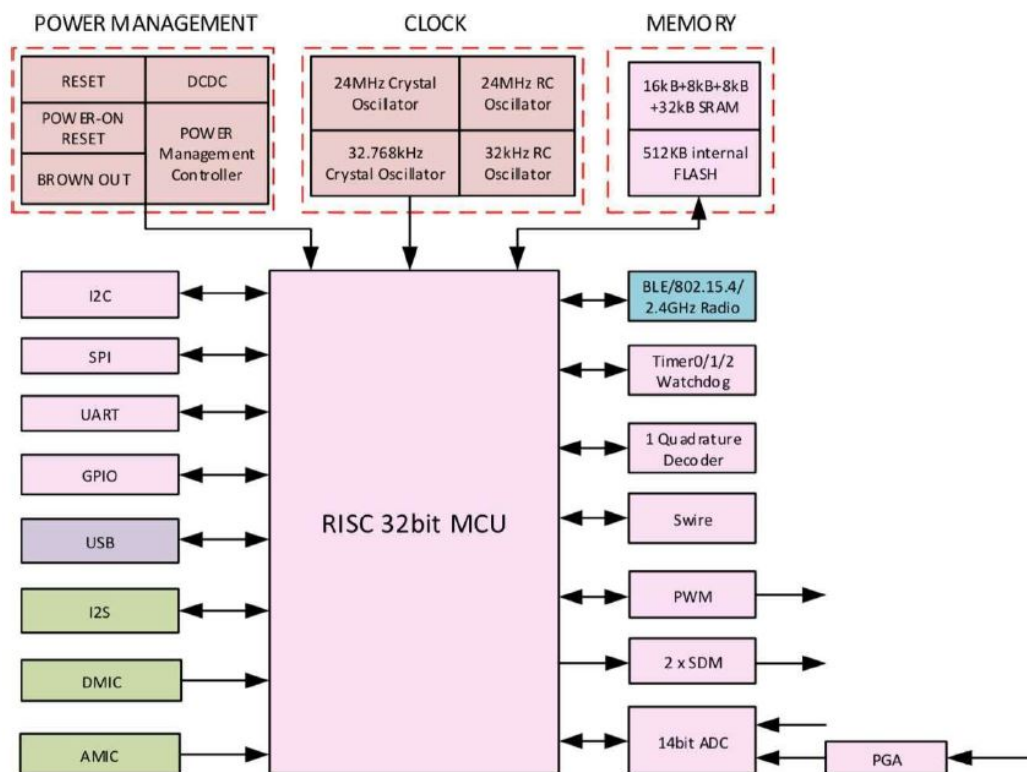 POWER MANAGEMENT
CLOCK
MEMORY
RESET
DCDC
POWER-ON
RESET
BROWN OUT
POWER
Management
Controller
24MHz Crystal
Oscillator
24MHz RC
Oscillator
32.768kHz
Crystal Oscillator
32kHz RC
Oscillator
16kB+8kB+8kB
+32kB SRAM
512KB internal
FLASH
I2C
SPI
UART
GPIO
USB
I2S
DMIC
AMIC
RISC 32bit MCU
BLE/802.15.4/
2.4GHz Radio
Timer0/1/2
Watchdog
1 Quadrature
Decoder
Swire
PWM
2 x SDM
14bit ADC
PGA